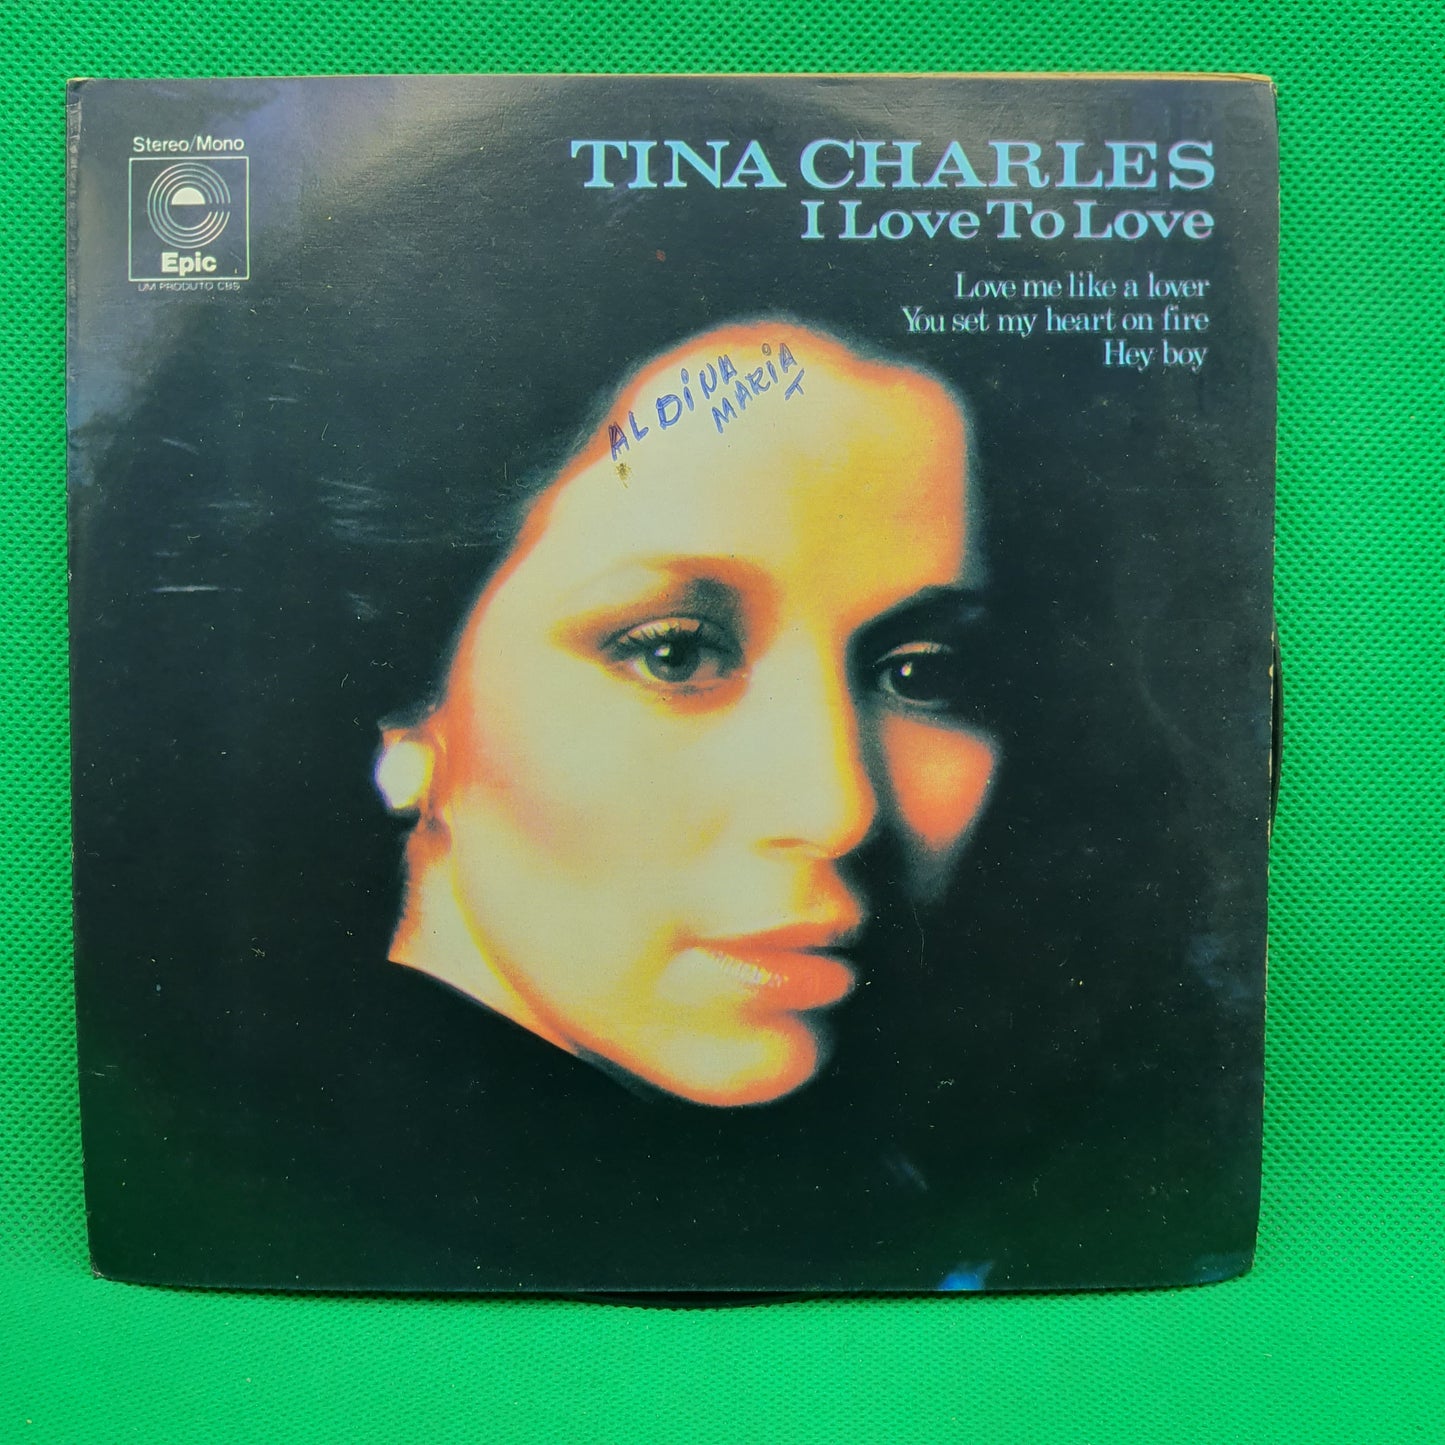 Stereo/Mono
Epic
UM PRODUTO CBS
TINA CHARLES
I LOVE TO LOVE
Love me like a lover
You set my heart on fire
Hey boy
ALDiNA
MARiA
T